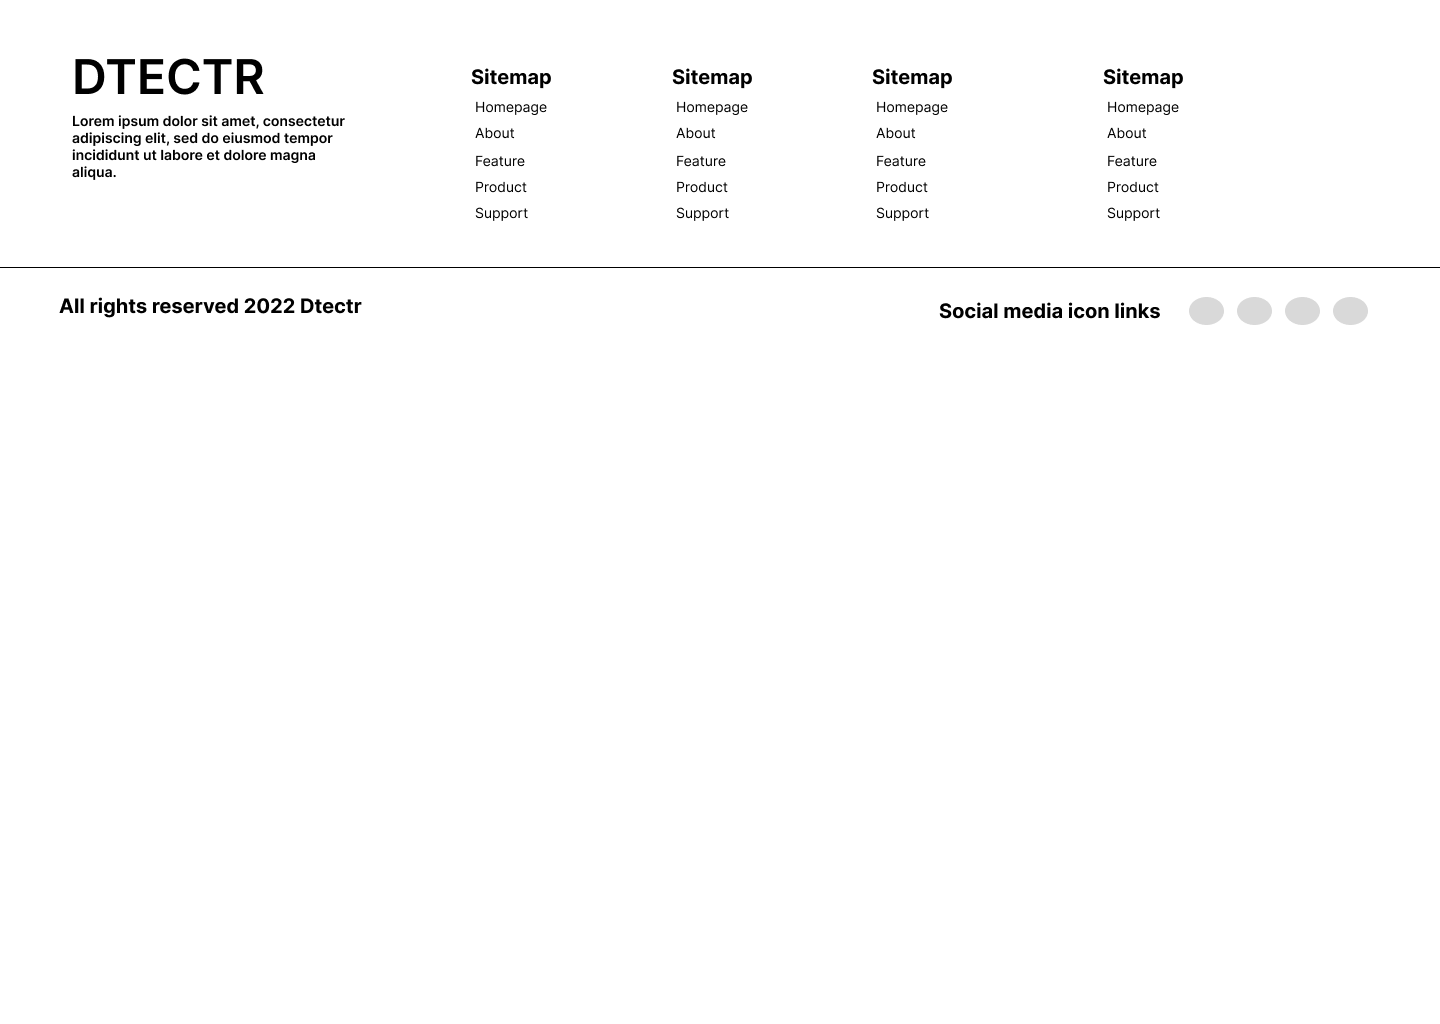 DTECTR
Lorem ipsum dolor sit amet, consectetur
adipiscing elit, sed do eiusmod tempor
incididunt ut labore et dolore magna
aliqua.
Sitemap
Homepage
About
Feature
Product
Support
Sitemap
Homepage
About
Feature
Product
Support
Sitemap
Homepage
About
Feature
Product
Support
Sitemap
Homepage
About
Feature
Product
Support
All rights reserved 2022 Dtectr
Social media icon links